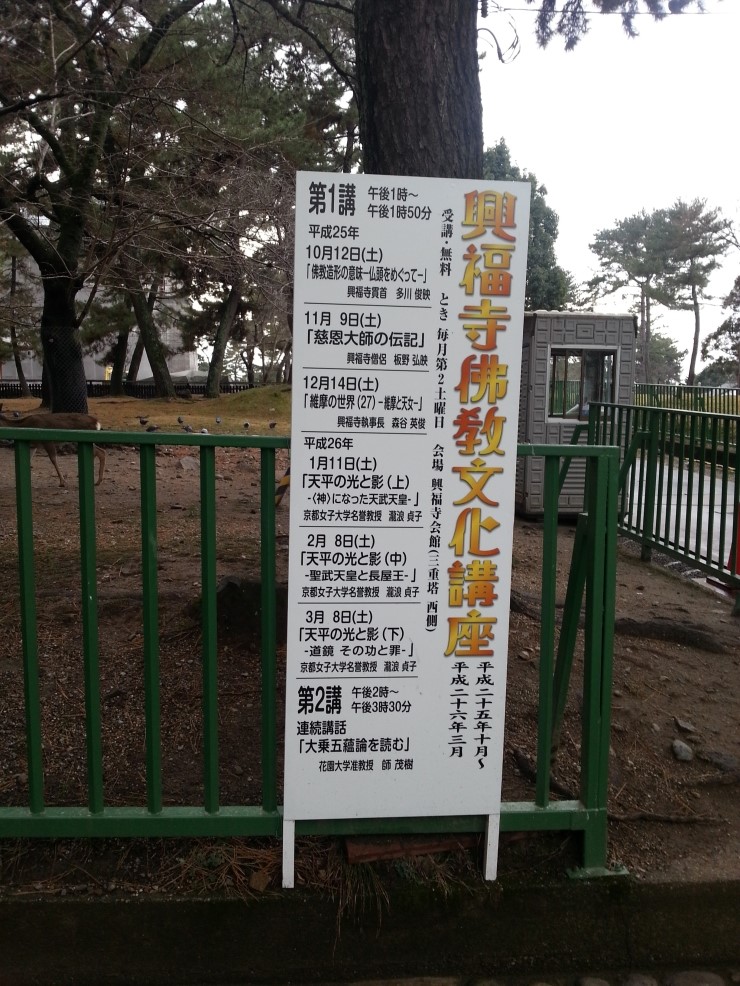 興福寺佛教文化講座
平成二十五年十月〜
平成二十六年三月
受講・無料　とき 毎月第2土曜日　会場 興福寺会館(三重塔 西側)
第1講 午後1時〜
午後1時50分
平成25年
10月12日(土)
「佛教造形の意味ー仏頭をめぐってー」
興福寺貫首 多川 俊映
11月 9日(土)
「慈恩大師の伝記」
興福寺僧侶 板野 弘映
12月14日(土)
「維摩の世界(27)-維摩と天女-」
興福寺執事長 森谷 英俊
平成26年
1月11日(土)
「天平の光と影(上)
-〈神〉になった天武天皇-」
京都女子大学名誉教授 瀧浪 貞子
2月 8日(土)
「天平の光と影(中)
-聖武天皇と長屋王-」
京都女子大学名誉教授 瀧浪 貞子
3月 8日(土)
「天平の光と影(下)
-道鏡 その功と罪-」
京都女子大学名誉教授 瀧浪 貞子
第2講 午後2時〜
午後3時30分
連続講話
「大乗五蘊論を読む」
花園大学准教授 師 茂樹